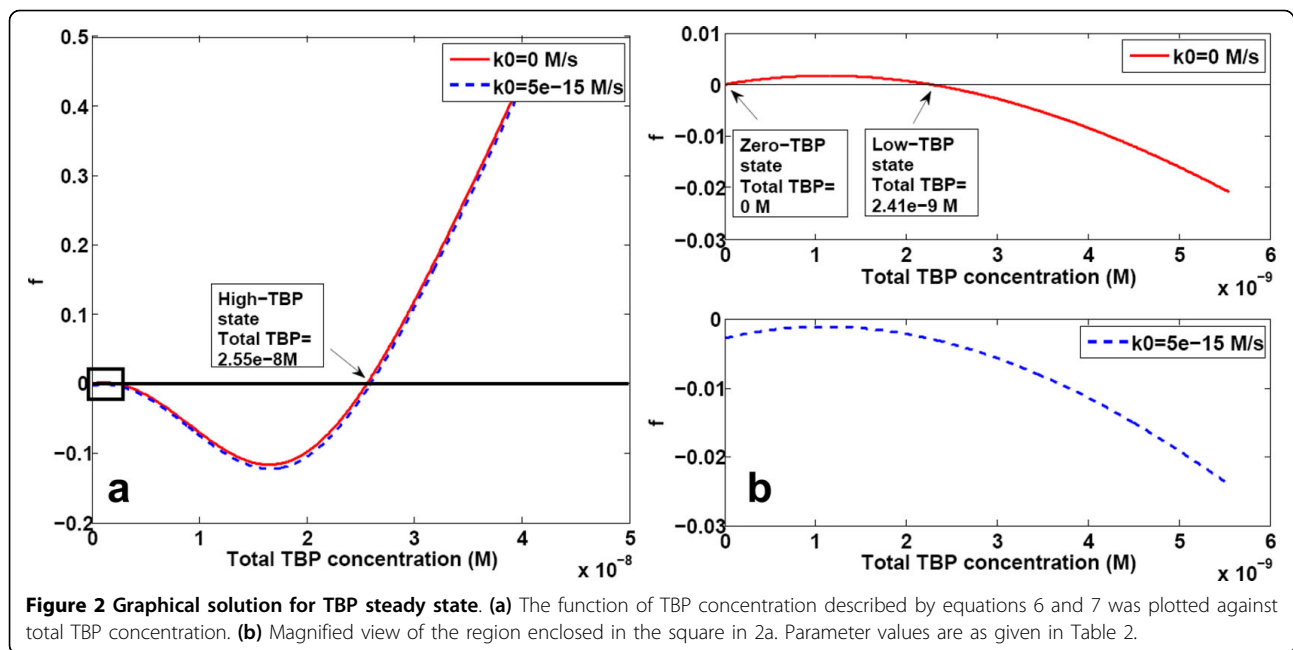 0.5
0.4
0.3
0.2
0.1
0
−0.1
−0.2
f
k0=0 M/s
k0=5e−15 M/s
High−TBP
state
Total TBP=
2.55e−8M
a
0 1 2 3 4 5
Total TBP concentration (M)
x 10⁻⁸
0.01
0
−0.01
−0.02
−0.03
f
k0=0 M/s
Zero−TBP
state
Total TBP=
0 M
Low−TBP
state
Total TBP=
2.41e−9 M
0 1 2 3 4 5 6
Total TBP concentration (M)
x 10⁻⁹
0
−0.01
−0.02
−0.03
f
k0=5e−15 M/s
b
0 1 2 3 4 5 6
Total TBP concentration (M)
x 10⁻⁹
Figure 2 Graphical solution for TBP steady state. (a) The function of TBP concentration described by equations 6 and 7 was plotted against
total TBP concentration. (b) Magnified view of the region enclosed in the square in 2a. Parameter values are as given in Table 2.